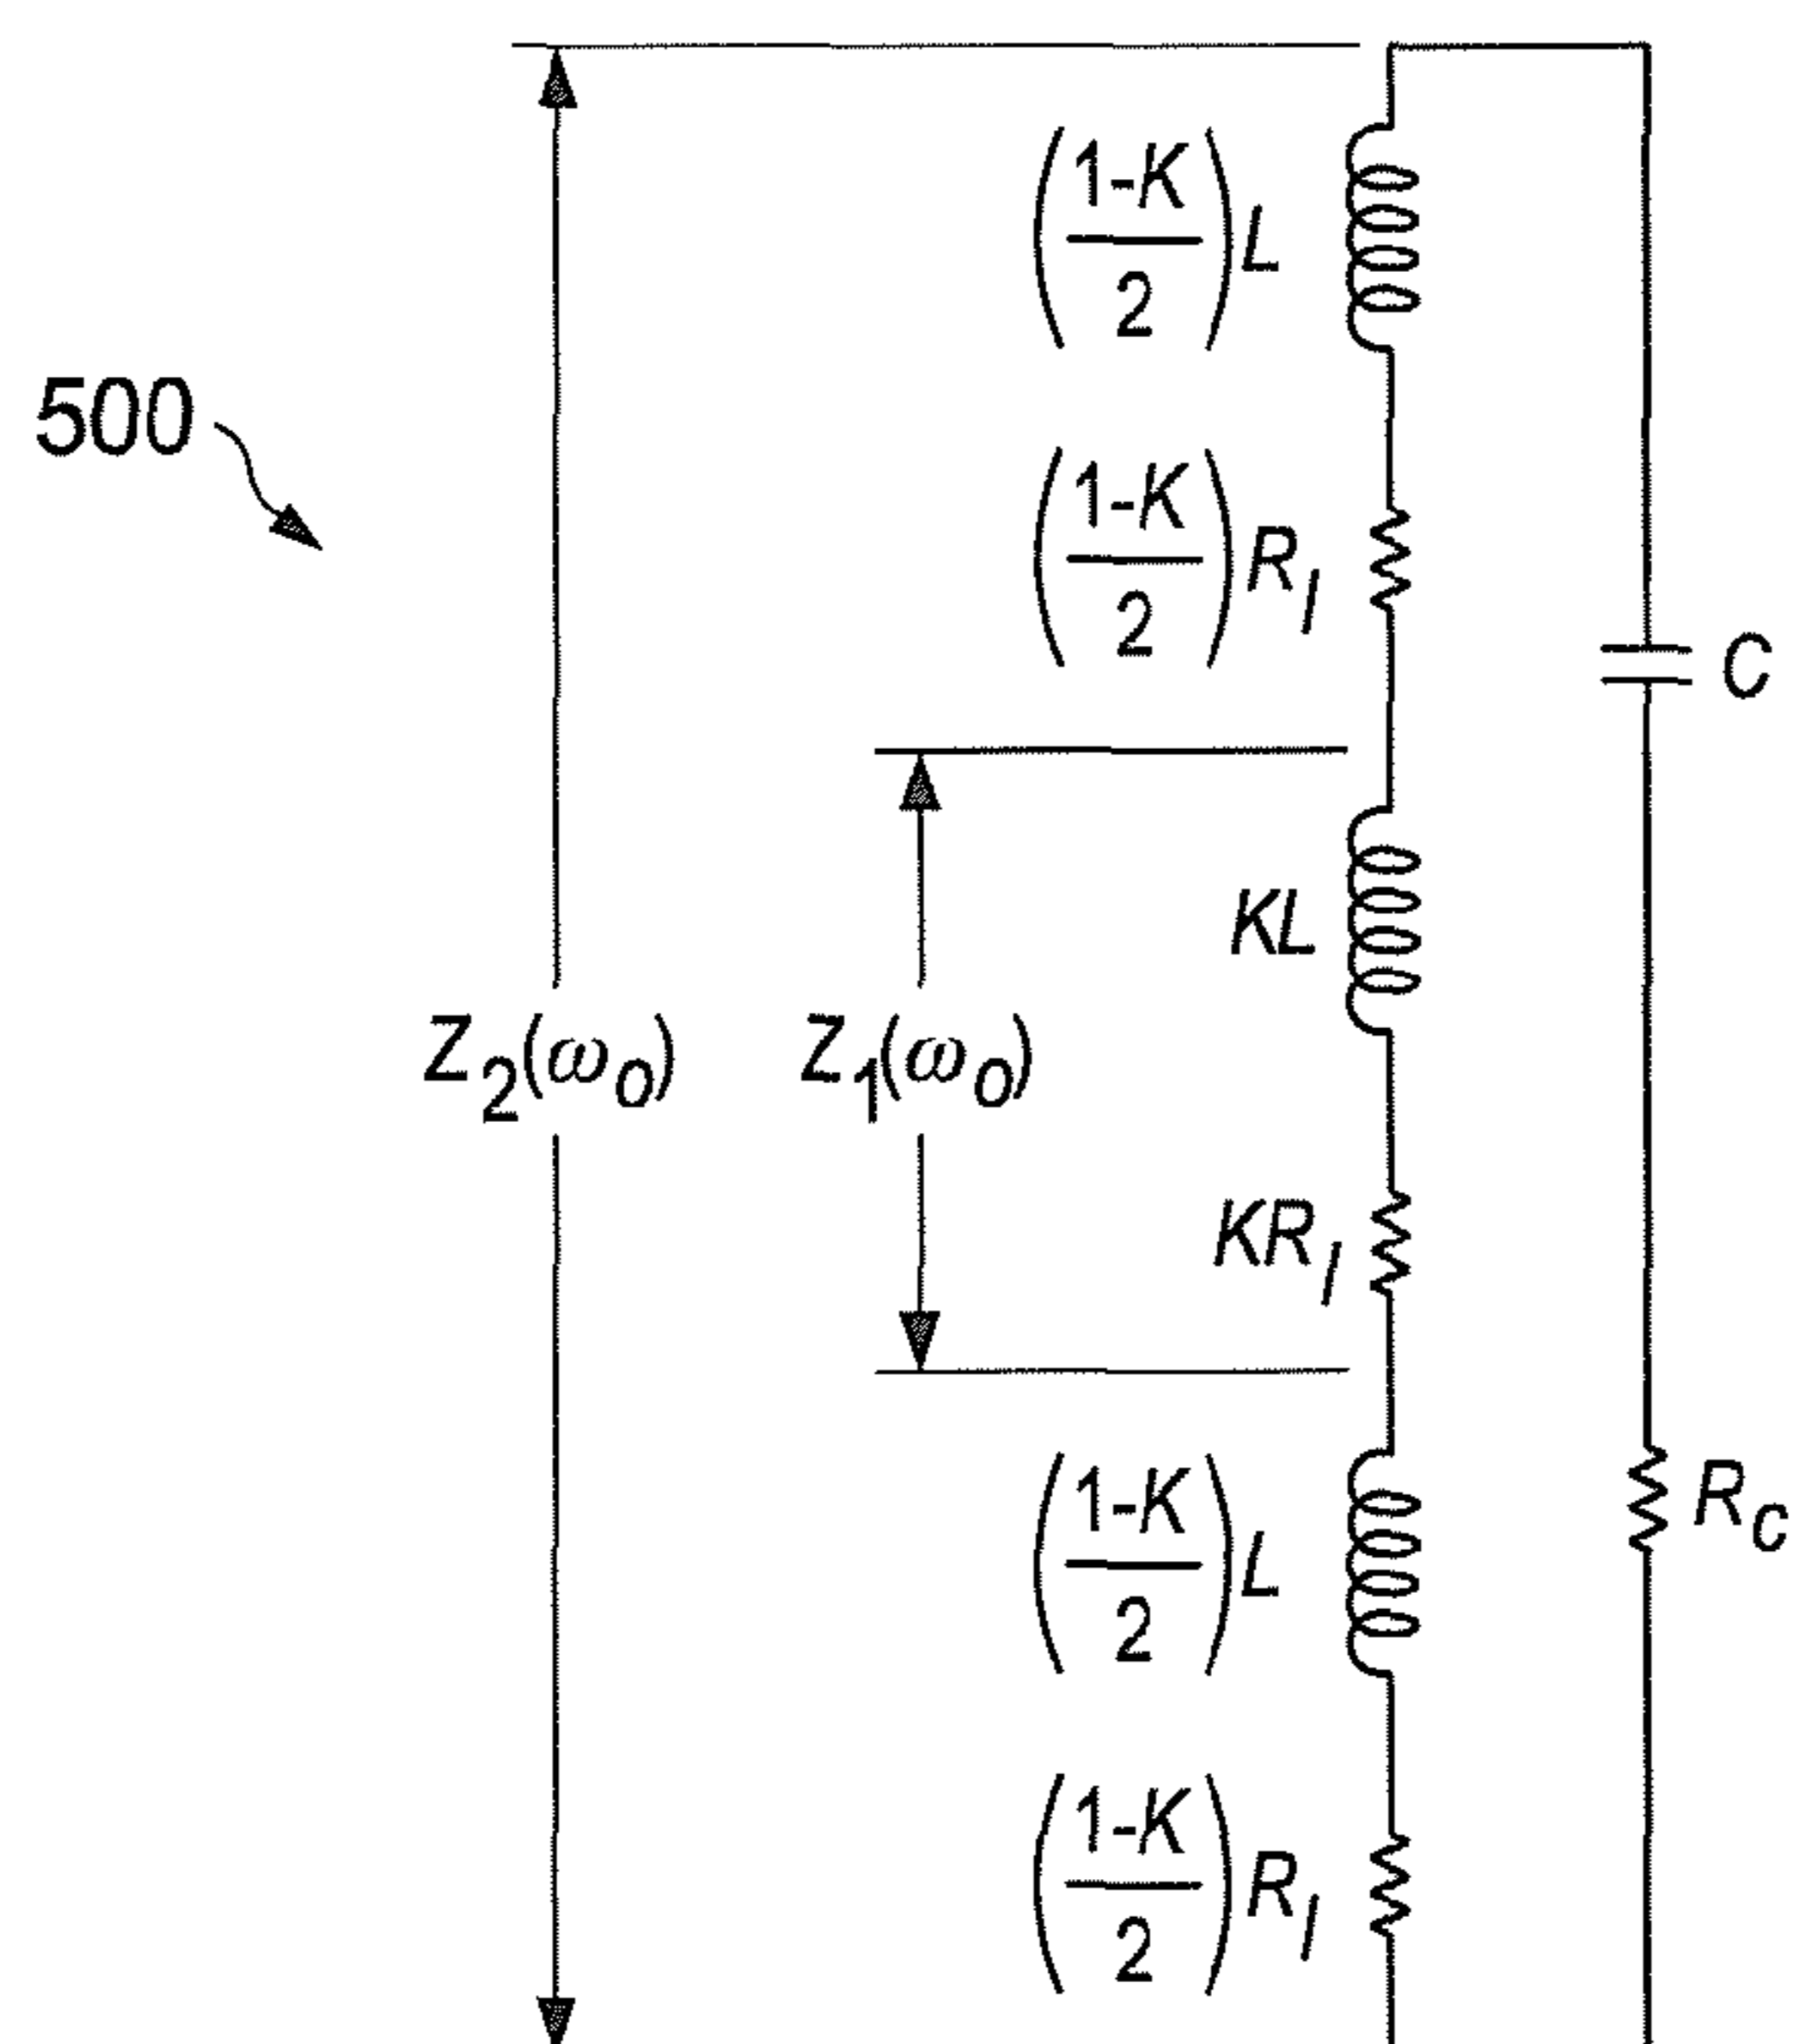 (1-K/2)L
500
(1-K/2)R_l
C
KL
Z_2(ω_o)
Z_1(ω_o)
KR_l
R_C
(1-K/2)L
(1-K/2)R_l